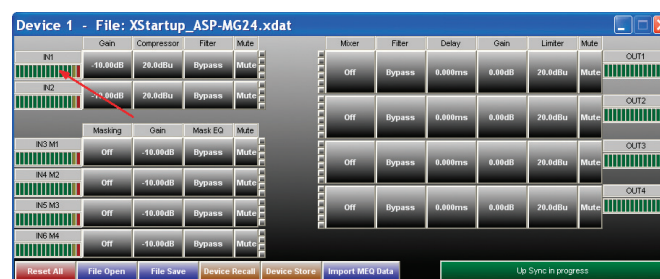 Device 1 - File: XStartup_ASP-MG24.xdat
Gain Compressor Filter Mute Mixer Filter Delay Gain Limiter Mute
IN1 -10.00dB 20.0dBu Bypass Mute Off Bypass 0.000ms 0.00dB 20.0dBu Mute OUT1
IN2 -10.00dB 20.0dBu Bypass Mute Off Bypass 0.000ms 0.00dB 20.0dBu Mute OUT2
Masking Gain Mask EQ Mute
IN3 M1 Off -10.00dB Bypass Mute Off Bypass 0.000ms 0.00dB 20.0dBu Mute OUT3
IN4 M2 Off -10.00dB Bypass Mute Off Bypass 0.000ms 0.00dB 20.0dBu Mute OUT4
IN5 M3 Off -10.00dB Bypass Mute
IN6 M4 Off -10.00dB Bypass Mute
Reset All File Open File Save Device Recall Device Store Import MEQ Data Up Sync in progress